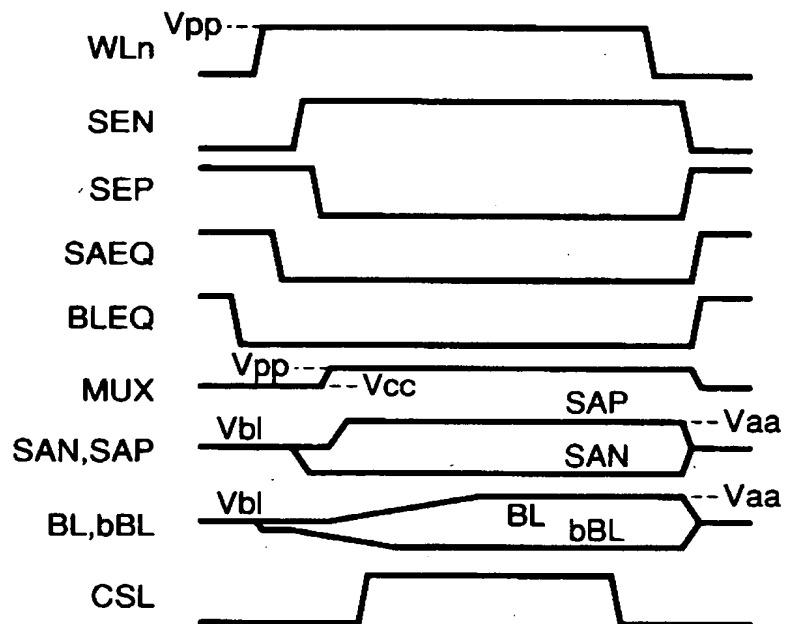 Vpp
WLn
SEN
SEP
SAEQ
BLEQ
Vpp
MUX
Vcc
SAP
Vbl
Vaa
SAN,SAP
SAN
Vbl
Vaa
BL,bBL
BL
bBL
CSL